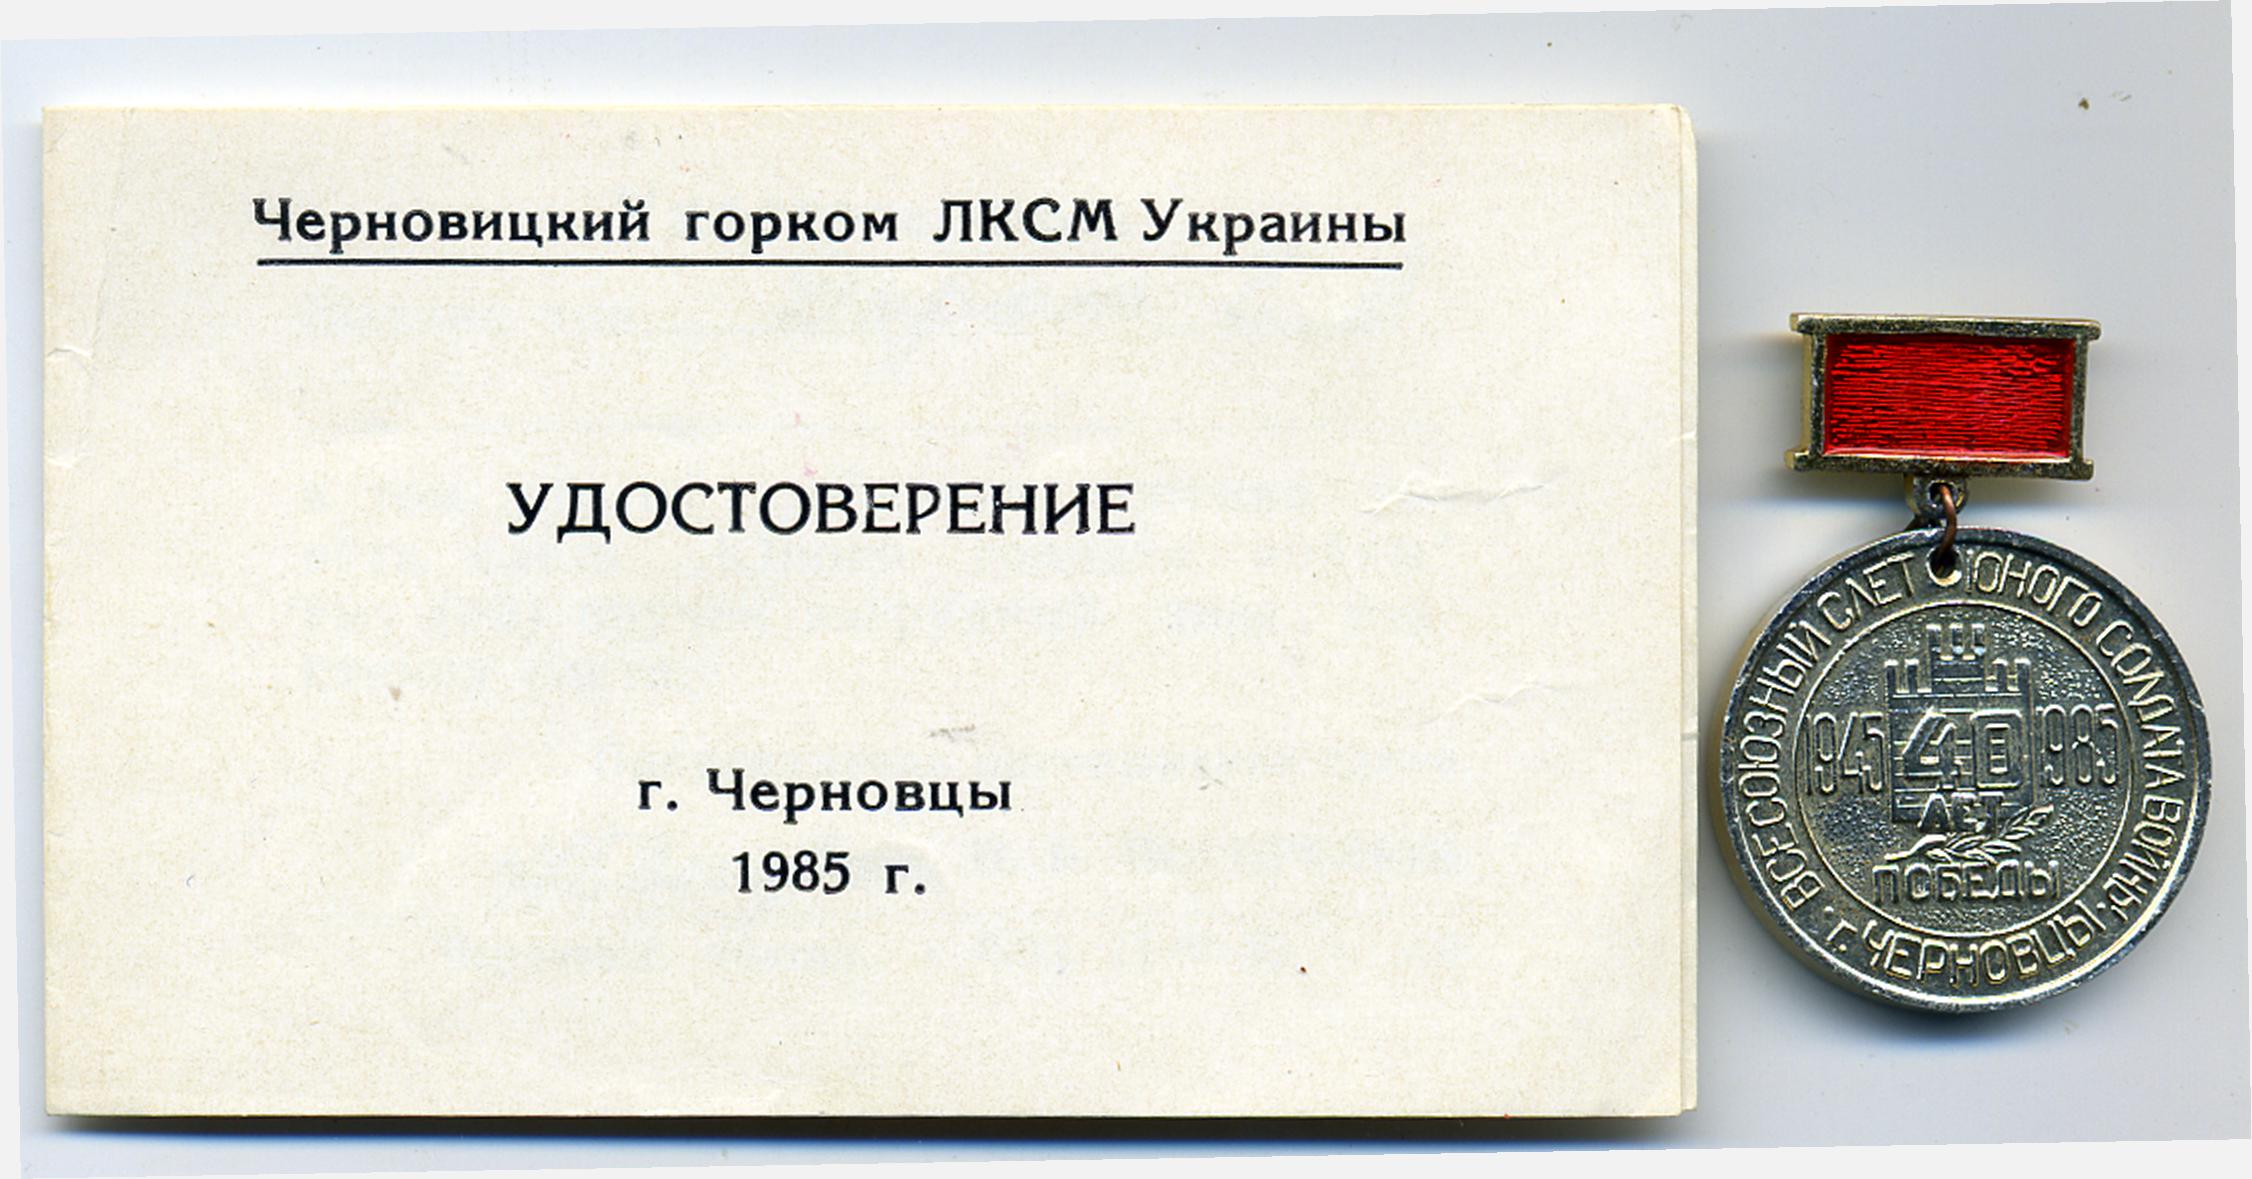 Черновицкий горком ЛКСМ Украины
УДОСТОВЕРЕНИЕ
г. Черновцы
1985 г.
ВСЕСОЮЗНЫЙ СЛЕТ ЮНОГО СОЛДАТА ВОЙНЫ
1945 40 1985
ЛЕТ
ПОБЕДЫ
г. ЧЕРНОВЦЫ